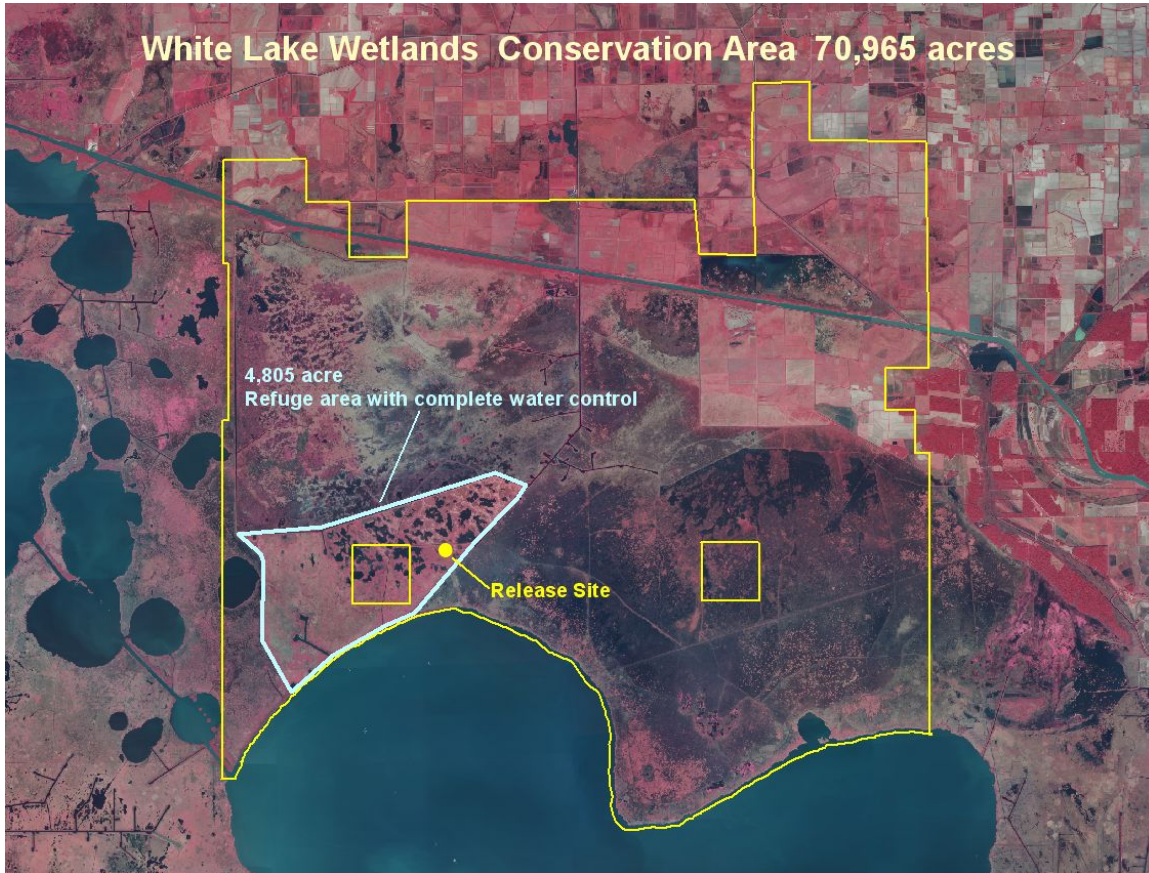 White Lake Wetlands Conservation Area 70,965 acres
4,805 acre
Refuge area with complete water control
Release Site